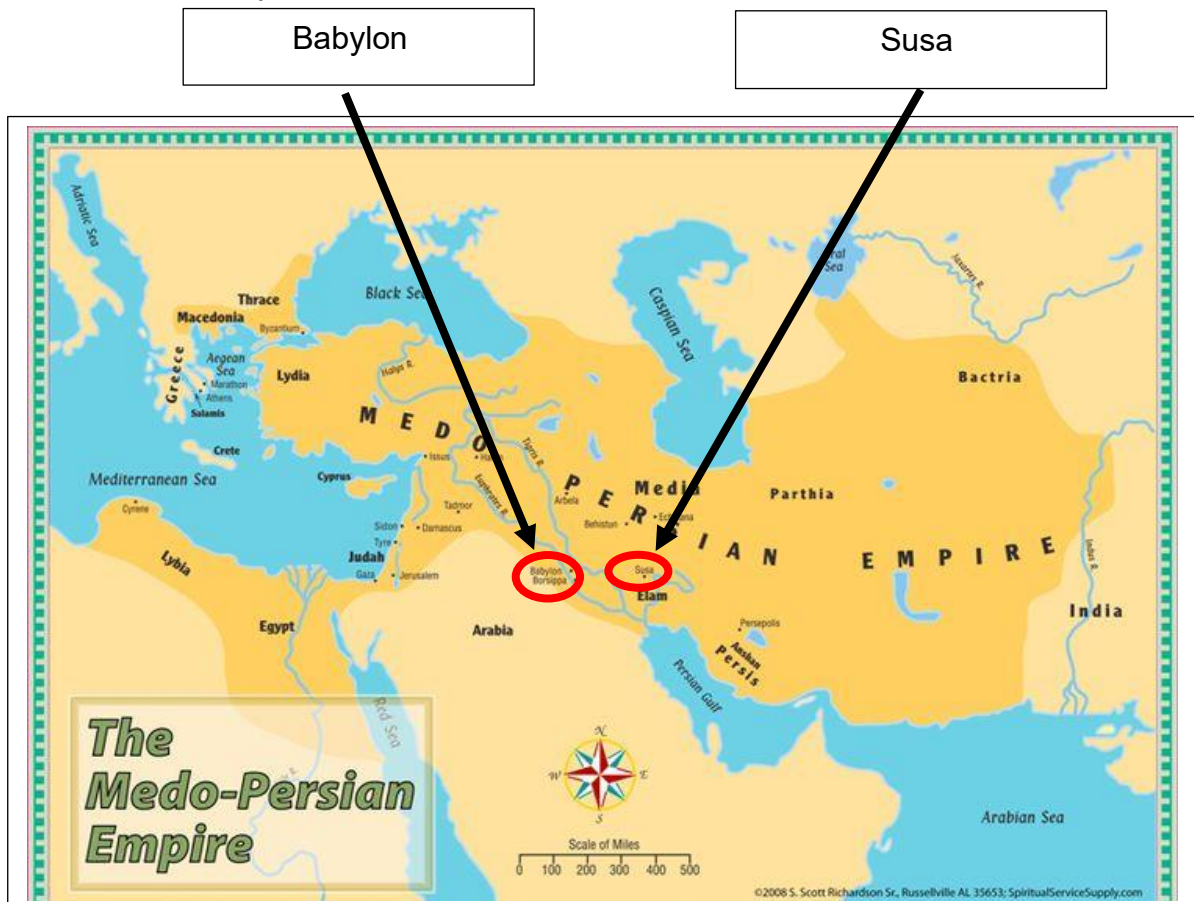 Babylon
Susa
Adriatic Sea
Black Sea
Caspian Sea
Aral
Sea
Jaxartes R.
Thrace
Macedonia
Byzantium
Greece
Aegean
Sea
Marathon
Athens
Salamis
Lydia
Halys R.
Bactria
MEDO
PERSIAN EMPIRE
Crete
Mediterranean Sea
Cyprus
Issus
Tigris R.
Euphrates R.
Arbela
Media
Behistun
Parthia
Cyrene
Tadmor
Sidon
Damascus
Tyre
Judah
Gaza
Jerusalem
Lybia
Babylon
Borsippa
Susa
Elam
Indus R.
India
Egypt
Arabia
Persepolis
Anshan
Persis
Persian Gulf
Red Sea
The
Medo-Persian
Empire
N
W
E
S
Scale of Miles
0 100 200 300 400 500
Arabian Sea
©2008 S. Scott Richardson Sr., Russellville AL 35653; SpiritualServiceSupply.com